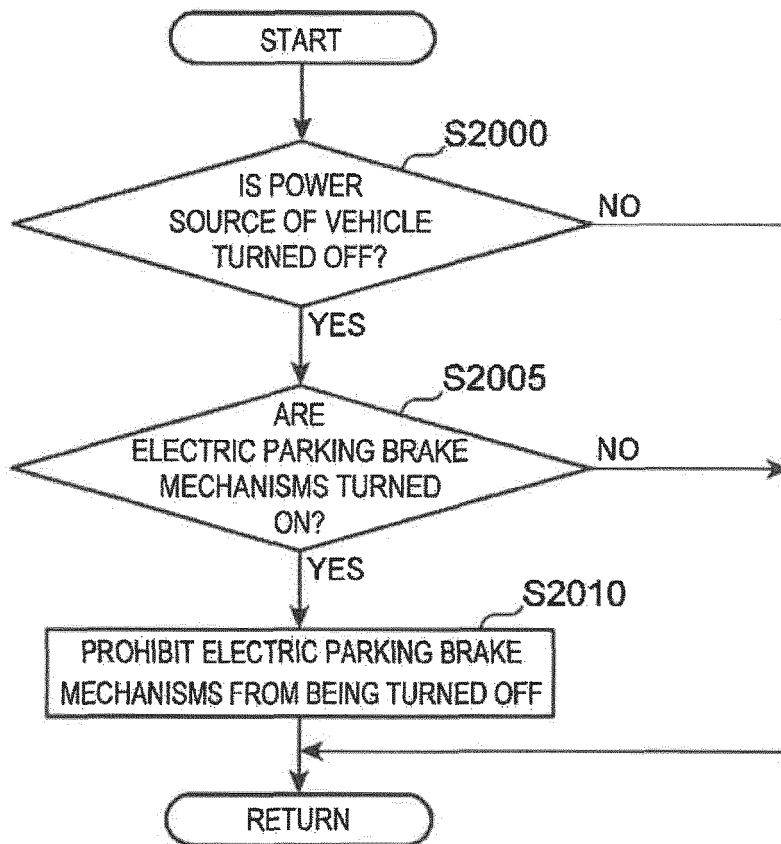 START
S2000
IS POWER
SOURCE OF VEHICLE
TURNED OFF?
NO
YES
S2005
ARE
ELECTRIC PARKING BRAKE
MECHANISMS TURNED
ON?
NO
YES
S2010
PROHIBIT ELECTRIC PARKING BRAKE
MECHANISMS FROM BEING TURNED OFF
RETURN